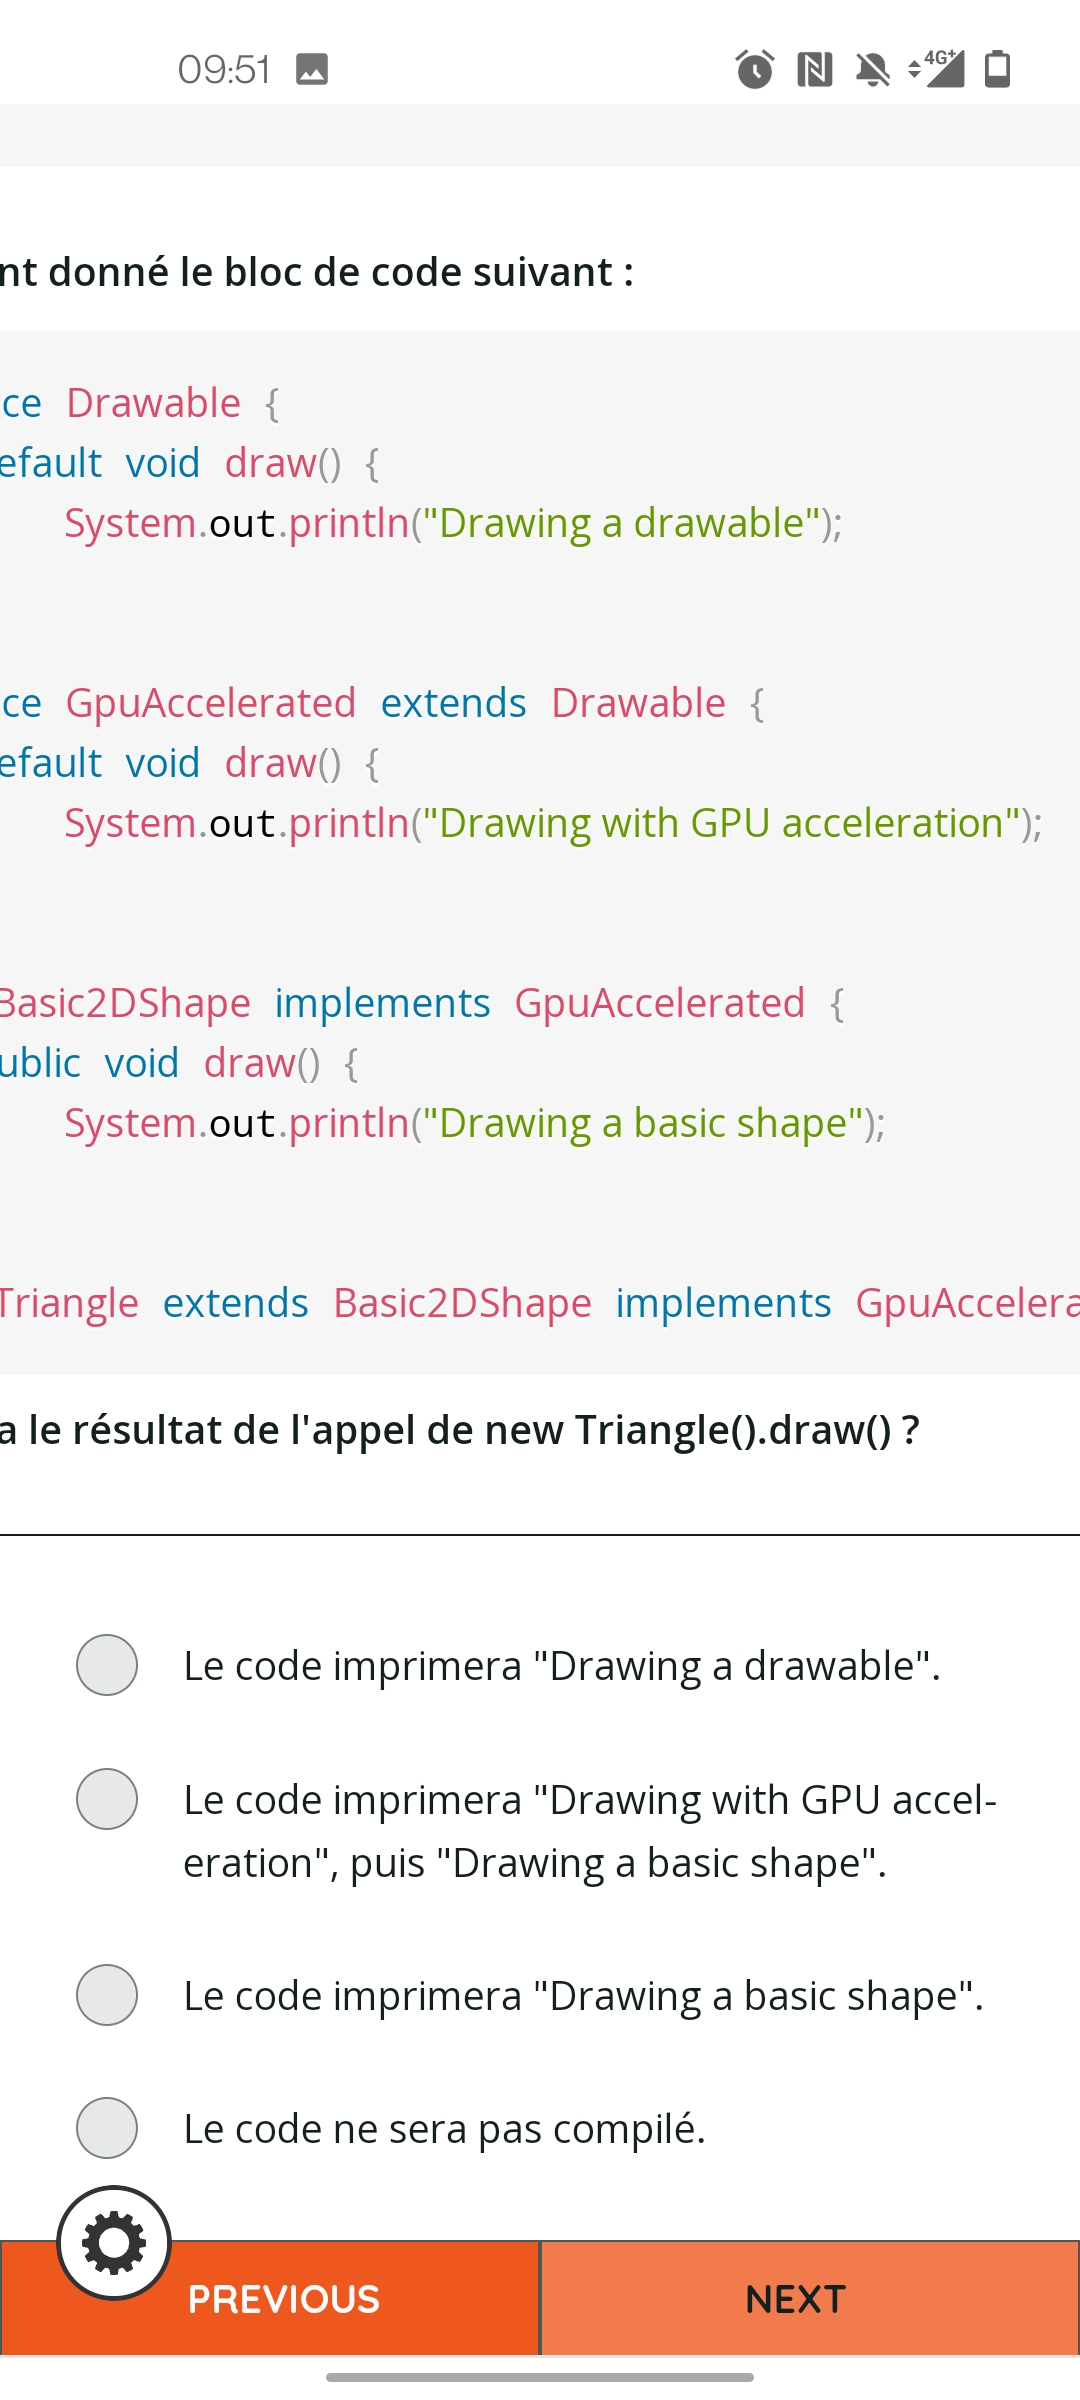 09:51
4G+
nt donné le bloc de code suivant :
ce Drawable {
efault void draw() {
System.out.println("Drawing a drawable");
ce GpuAccelerated extends Drawable {
efault void draw() {
System.out.println("Drawing with GPU acceleration");
Basic2DShape implements GpuAccelerated {
ublic void draw() {
System.out.println("Drawing a basic shape");
Triangle extends Basic2DShape implements GpuAccelera
a le résultat de l'appel de new Triangle().draw() ?
Le code imprimera "Drawing a drawable".
Le code imprimera "Drawing with GPU accel-
eration", puis "Drawing a basic shape".
Le code imprimera "Drawing a basic shape".
Le code ne sera pas compilé.
PREVIOUS
NEXT